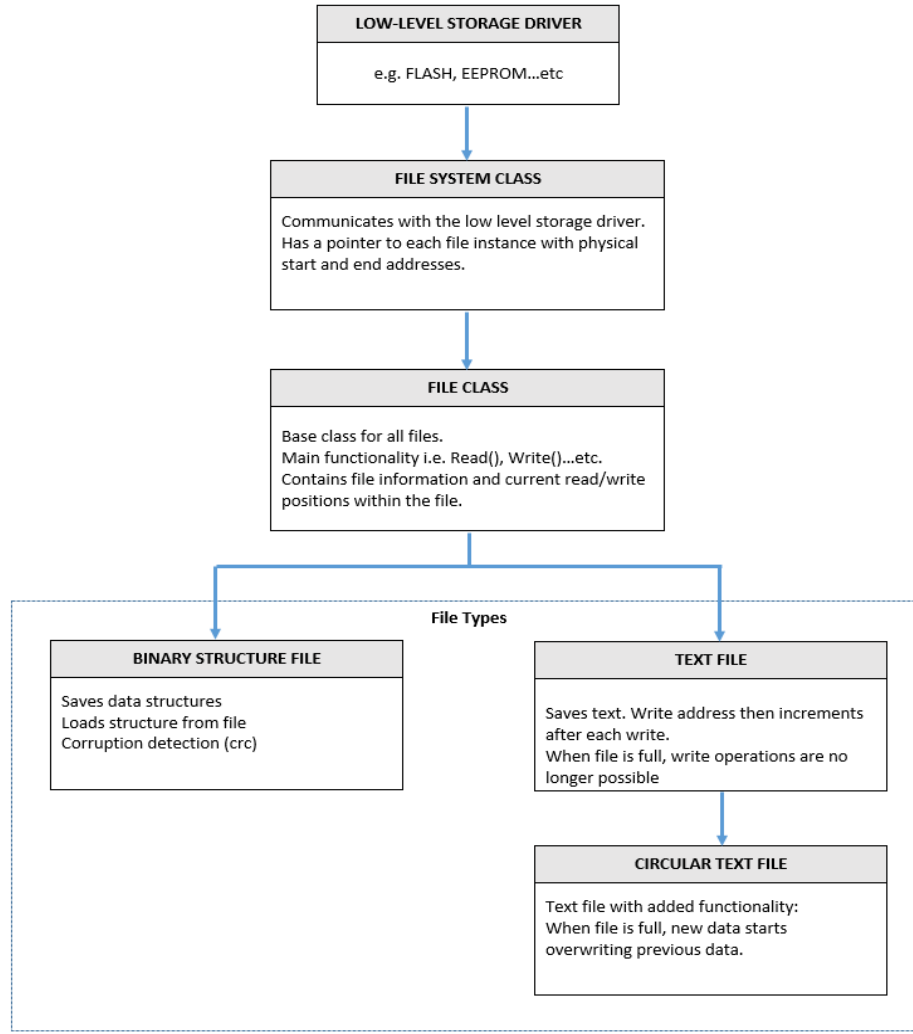 LOW-LEVEL STORAGE DRIVER
e.g. FLASH, EEPROM...etc
FILE SYSTEM CLASS
Communicates with the low level storage driver.
Has a pointer to each file instance with physical
start and end addresses.
FILE CLASS
Base class for all files.
Main functionality i.e. Read(), Write()...etc.
Contains file information and current read/write
positions within the file.
File Types
BINARY STRUCTURE FILE
Saves data structures
Loads structure from file
Corruption detection (crc)
TEXT FILE
Saves text. Write address then increments
after each write.
When file is full, write operations are no
longer possible
CIRCULAR TEXT FILE
Text file with added functionality:
When file is full, new data starts
overwriting previous data.